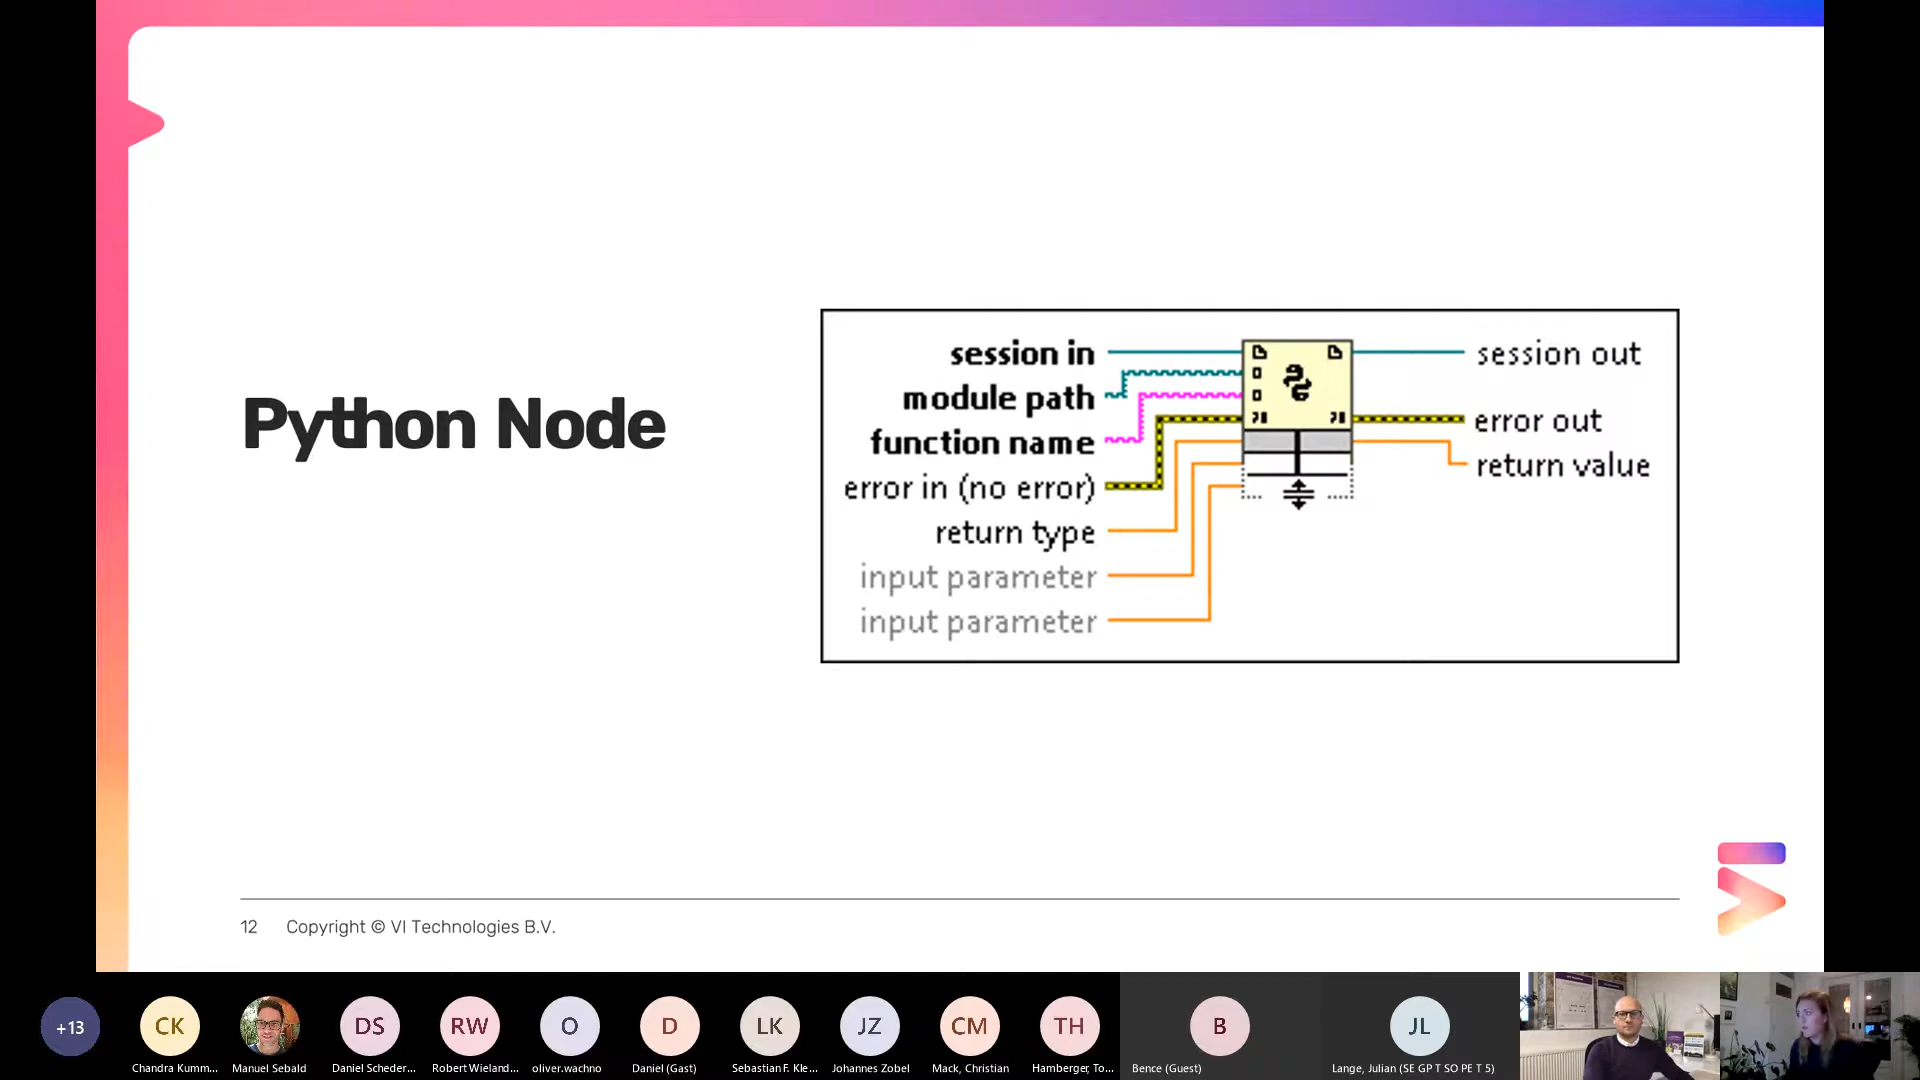 Python Node
session in
module path
function name
error in (no error)
return type
input parameter
input parameter
session out
error out
return value
12 Copyright © VI Technologies B.V.
+13
CK
DS
RW
O
D
LK
JZ
CM
TH
B
JL
Chandra Kumm...
Manuel Sebald
Daniel Scheder...
Robert Wieland...
oliver.wachno
Daniel (Gast)
Sebastian F. Kle...
Johannes Zobel
Mack, Christian
Hamberger, To...
Bence (Guest)
Lange, Julian (SE GP T SO PE T 5)